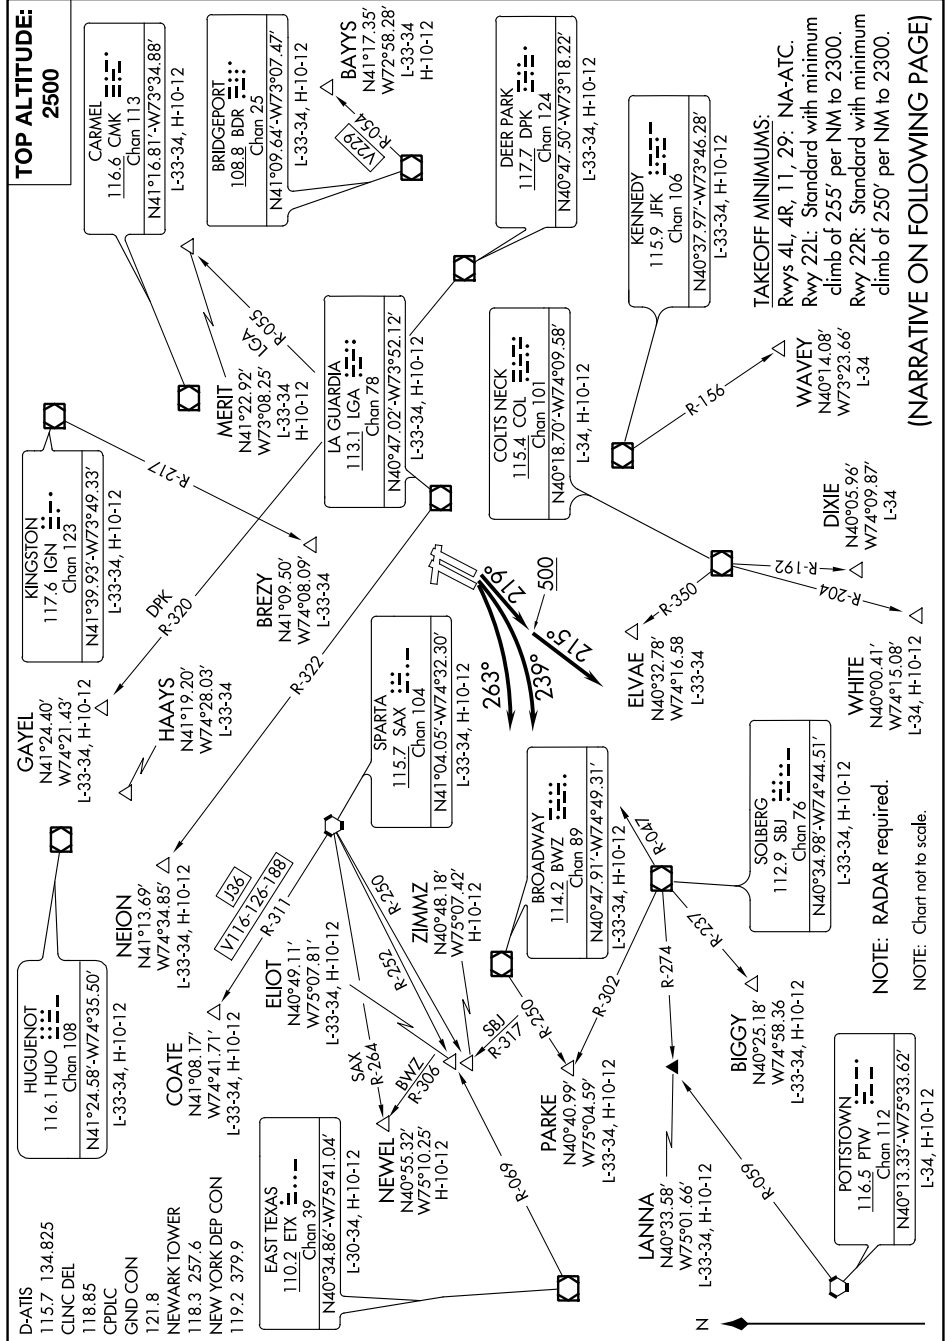 D-ATIS
115.7 134.825
CLNC DEL
118.85
CPDLC
GND CON
121.8
NEWARK TOWER
118.3 257.6
NEW YORK DEP CON
119.2 379.9
TOP ALTITUDE:
2500
HUGUENOT
116.1 HUO
Chan 108
N41°24.58'-W74°35.50'
L-33-34, H-10-12
GAYEL
N41°24.40'
W74°21.43'
L-33-34, H-10-12
HAAYS
N41°19.20'
W74°28.03'
L-33-34
KINGSTON
117.6 IGN
Chan 123
N41°39.93'-W73°49.33'
L-33-34, H-10-12
R-217
CARMEL
116.6 CMK
Chan 113
N41°16.81'-W73°34.88'
L-33-34, H-10-12
BRIDGEPORT
108.8 BDR
Chan 25
N41°09.64'-W73°07.47'
L-33-34, H-10-12
V229
R-054
BAYYS
N41°17.35'
W72°58.28'
L-33-34
H-10-12
MERIT
N41°22.92'
W73°08.25'
L-33-34
H-10-12
LGA
R-055
NEION
N41°13.69'
W74°34.85'
L-33-34, H-10-12
COATE
N41°08.17'
W74°41.71'
L-33-34, H-10-12
J36
V116-126-188
R-311
DPK
R-320
BREZY
N41°09.50'
W74°08.09'
L-33-34
R-322
LA GUARDIA
113.1 LGA
Chan 78
N40°47.02'-W73°52.12'
L-33-34, H-10-12
DEER PARK
117.7 DPK
Chan 124
N40°47.50'-W73°18.22'
L-33-34, H-10-12
EAST TEXAS
110.2 ETX
Chan 39
N40°34.86'-W75°41.04'
L-30-34, H-10-12
ELIOT
N40°49.11'
W75°07.81'
L-33-34, H-10-12
SAX
R-264
R-252
R-250
SPARTA
115.7 SAX
Chan 104
N41°04.05'-W74°32.30'
L-33-34, H-10-12
NEWEL
N40°55.32'
W75°10.25'
H-10-12
BWZ
R-306
ZIMMZ
N40°48.18'
W75°07.42'
H-10-12
SBJ
R-317
R-069
263°
239°
219°
215°
500
COLTS NECK
115.4 COL
Chan 101
N40°18.70'-W74°09.58'
L-34, H-10-12
BROADWAY
114.2 BWZ
Chan 89
N40°47.91'-W74°49.31'
L-33-34, H-10-12
R-250
PARKE
N40°40.99'
W75°04.59'
L-33-34, H-10-12
R-302
R-047
R-274
R-237
ELVAE
N40°32.78'
W74°16.58
L-33-34
R-350
KENNEDY
115.9 JFK
Chan 106
N40°37.97'-W73°46.28'
L-33-34, H-10-12
R-156
LANNA
N40°33.58'
W75°01.66'
L-33-34, H-10-12
R-059
BIGGY
N40°25.18'
W74°58.36
L-33-34, H-10-12
SOLBERG
112.9 SBJ
Chan 76
N40°34.98'-W74°44.51'
L-33-34, H-10-12
R-192
R-204
WAVEY
N40°14.08'
W73°23.66'
L-34
DIXIE
N40°05.96'
W74°09.87'
L-34
WHITE
N40°00.41'
W74°15.08'
L-34, H-10-12
POTTSTOWN
116.5 PTW
Chan 112
N40°13.33'-W75°33.62'
L-34, H-10-12
N
NOTE: RADAR required.
NOTE: Chart not to scale.
TAKEOFF MINIMUMS:
Rwys 4L, 4R, 11, 29: NA-ATC.
Rwy 22L: Standard with minimum
climb of 255' per NM to 2300.
Rwy 22R: Standard with minimum
climb of 250' per NM to 2300.
(NARRATIVE ON FOLLOWING PAGE)